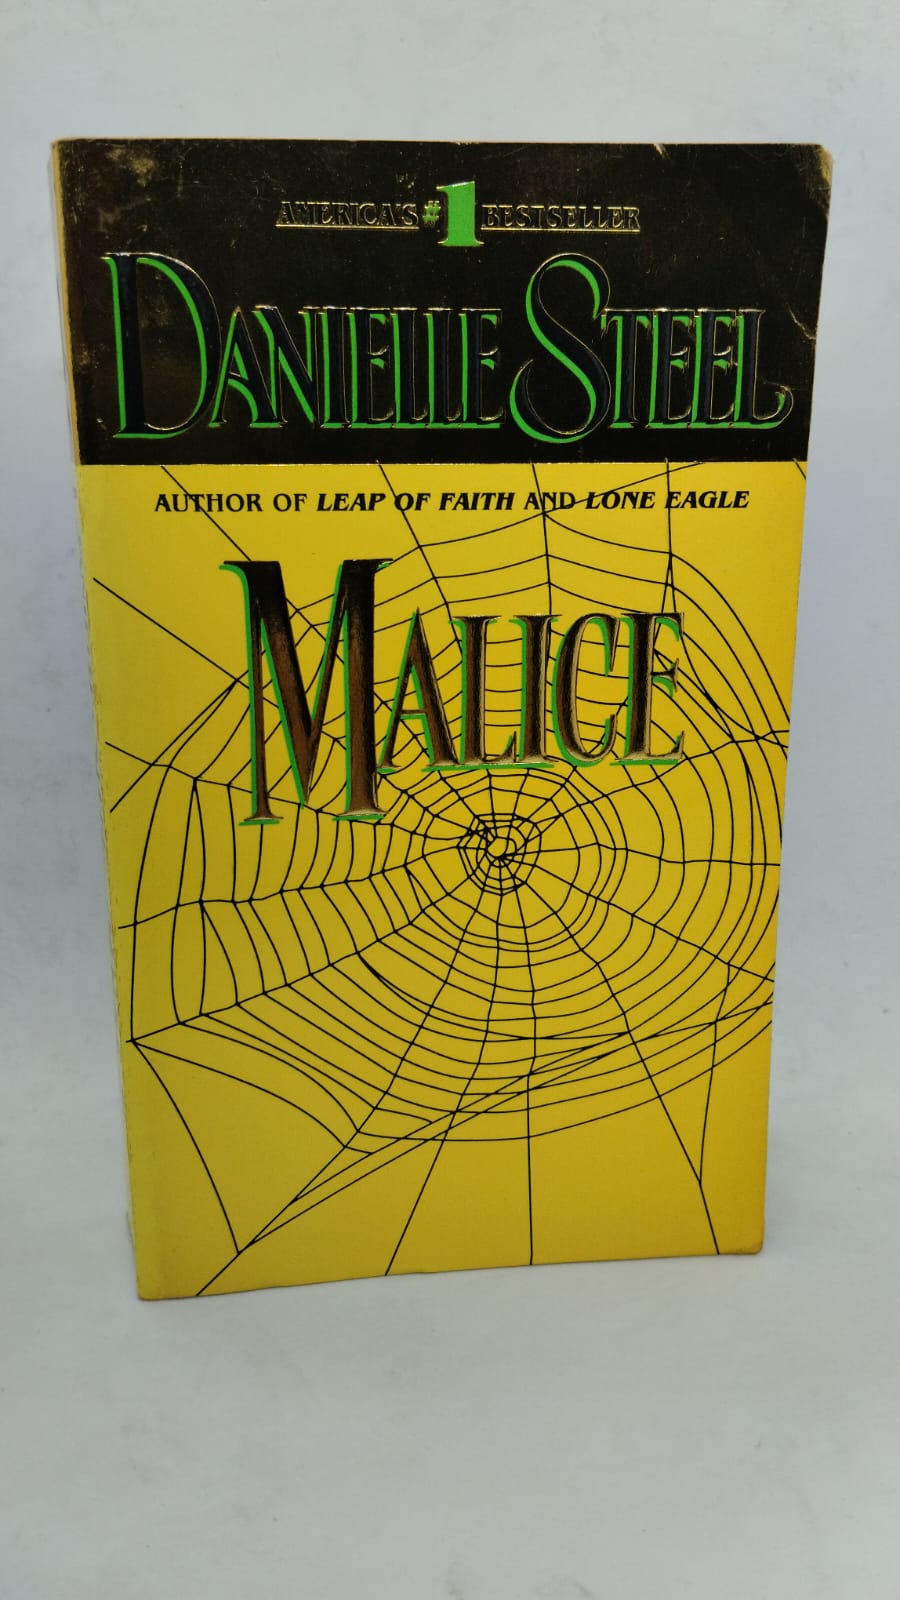 AMERICA'S #1 BESTSELLER
DANIELLE STEEL
AUTHOR OF LEAP OF FAITH AND LONE EAGLE
MALICE